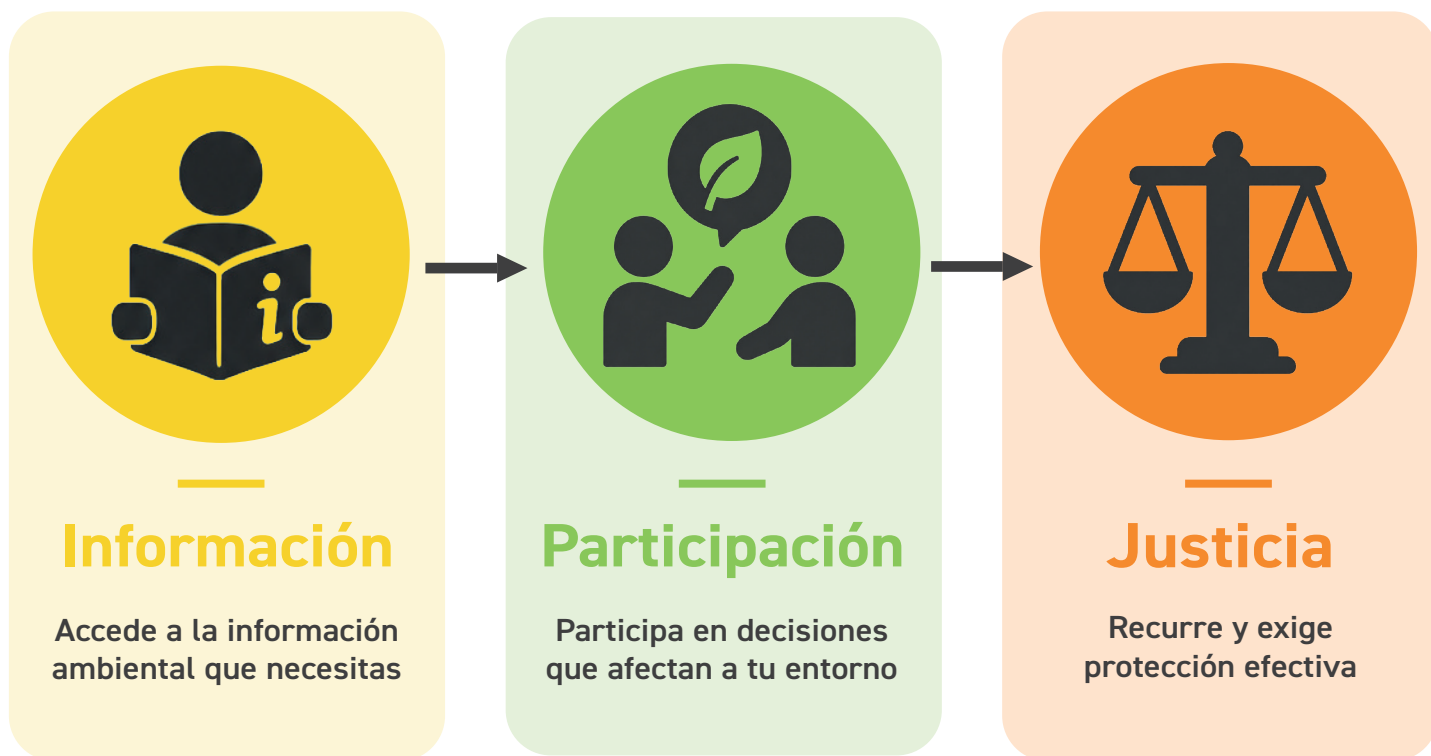 i
Información
Accede a la información
ambiental que necesitas
Participación
Participa en decisiones
que afectan a tu entorno
Justicia
Recurre y exige
protección efectiva